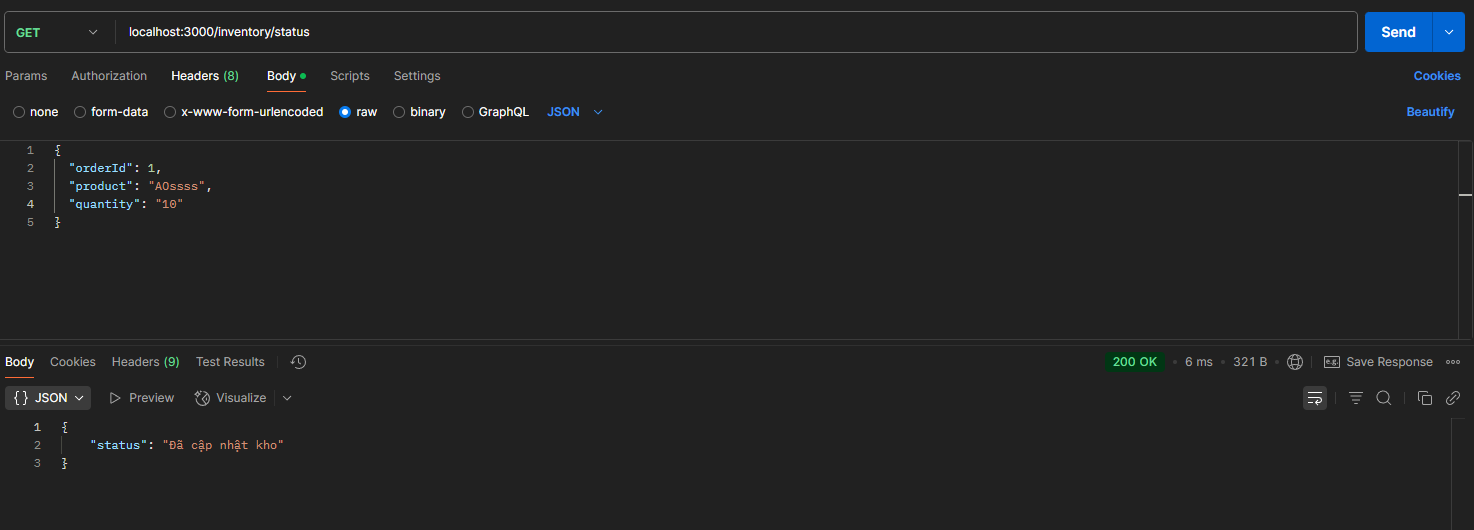 GET localhost:3000/inventory/status Send
Params Authorization Headers (8) Body Scripts Settings Cookies
none form-data x-www-form-urlencoded raw binary GraphQL JSON Beautify
1 {
2 "orderId": 1,
3 "product": "AOssss",
4 "quantity": "10"
5 }
Body Cookies Headers (9) Test Results 200 OK • 6 ms • 321 B • e.g. Save Response
{} JSON Preview Visualize
1 {
2 "status": "Đã cập nhật kho"
3 }